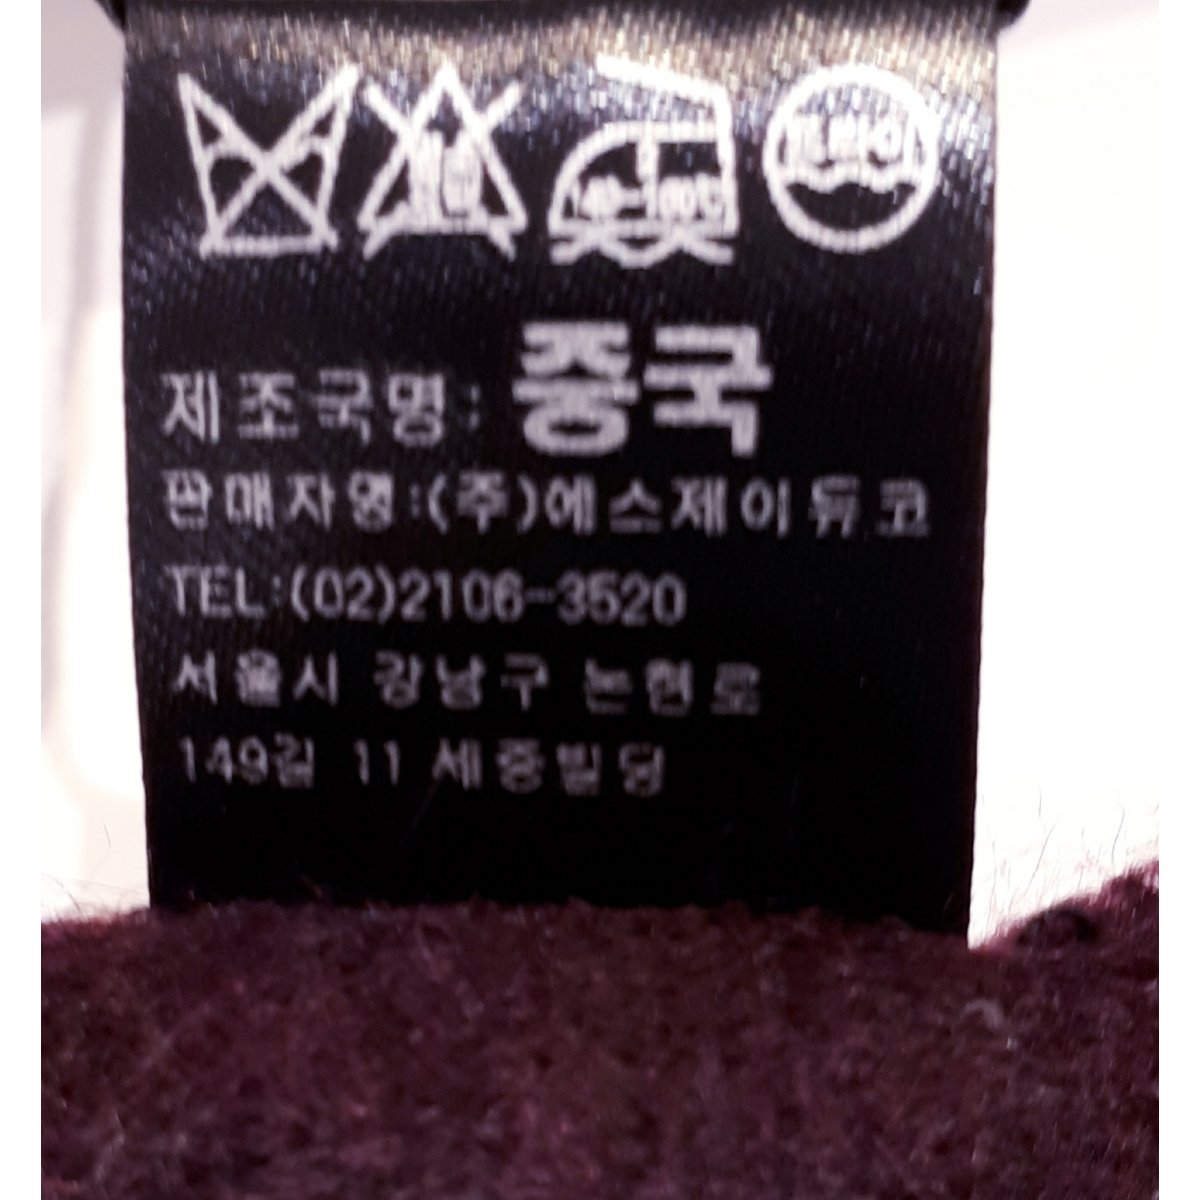 제조국명: 중국
판매자명:(주)에스제이듀코
TEL:(02)2106-3520
서울시 강남구 논현로
149길 11 세종빌딩